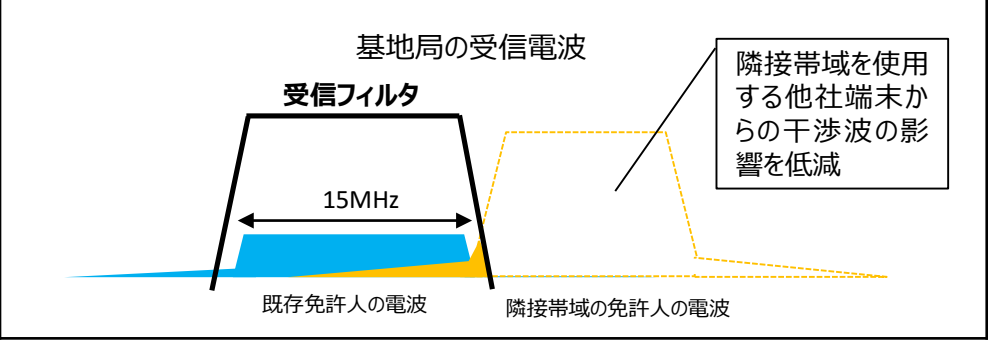 基地局の受信電波
受信フィルタ
隣接帯域を使用
する他社端末か
らの干渉波の影
響を低減
15MHz
既存免許人の電波
隣接帯域の免許人の電波